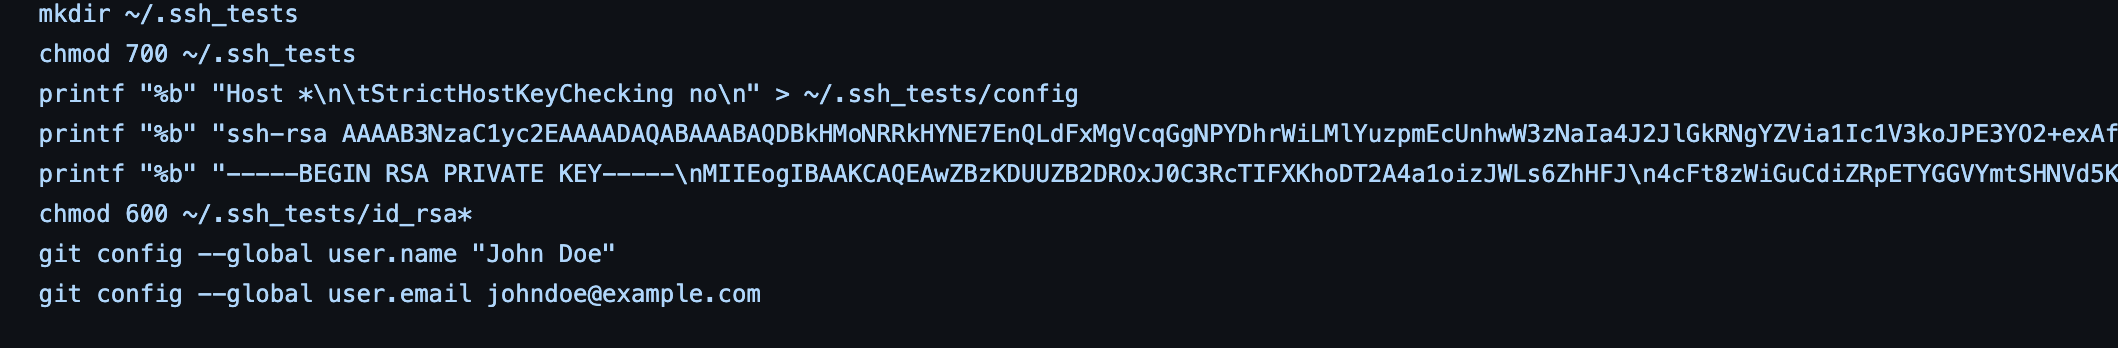 mkdir ~/.ssh_tests
chmod 700 ~/.ssh_tests
printf "%b" "Host *\n\tStrictHostKeyChecking no\n" > ~/.ssh_tests/config
printf "%b" "ssh-rsa AAAAB3NzaC1yc2EAAAADAQABAAABAQDBkHMoNRRkHYNE7EnQLdFxMgVcqGgNPYDhrWiLMlYuzpmEcUnhwW3zNaIa4J2JlGkRNgYZVia1Ic1V3koJPE3YO2+exAf
printf "%b" "-----BEGIN RSA PRIVATE KEY-----\nMIIEogIBAAKCAQEAwZBzKDUUZB2DROxJ0C3RcTIFXKhoDT2A4a1oizJWLs6ZhHFJ\n4cFt8zWiGuCdiZRpETYGGVYmtSHNVd5K
chmod 600 ~/.ssh_tests/id_rsa*
git config --global user.name "John Doe"
git config --global user.email johndoe@example.com